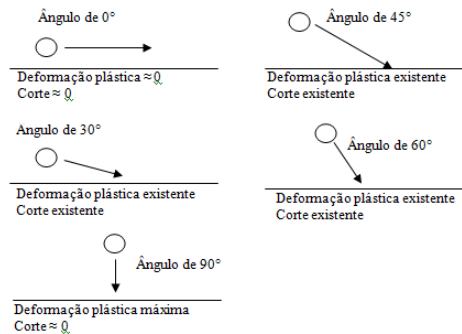 Ângulo de 0°
Deformação plástica ≈ 0
Corte ≈ 0
Ângulo de 45°
Deformação plástica existente
Corte existente
Angulo de 30°
Deformação plástica existente
Corte existente
Ângulo de 60°
Deformação plástica existente
Corte existente
Ângulo de 90°
Deformação plástica máxima
Corte ≈ 0